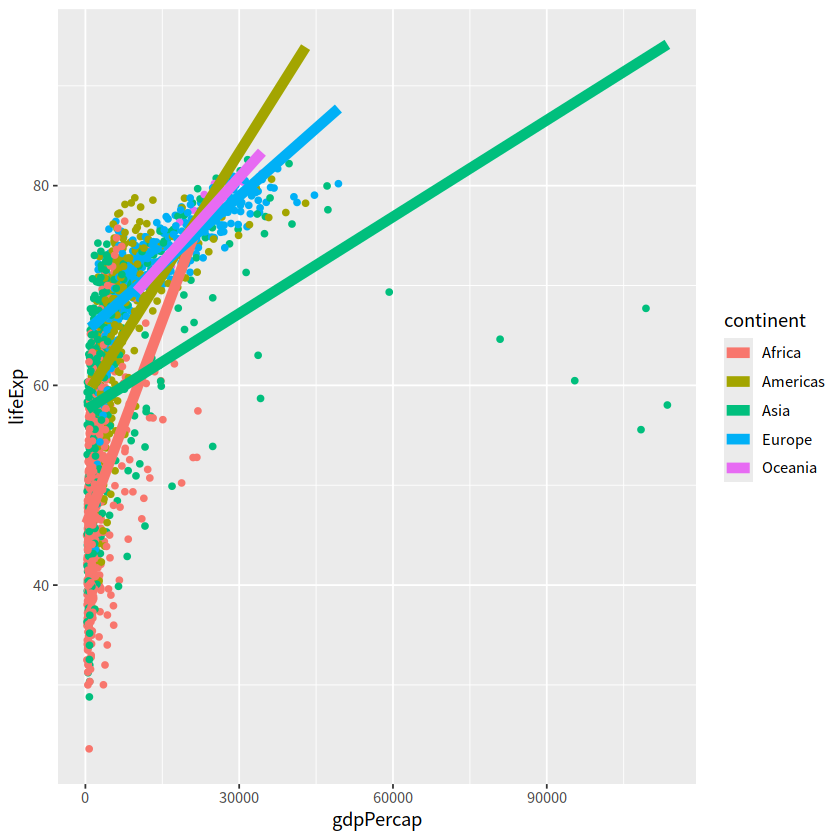 lifeExp
80
60
40
0
30000
60000
90000
gdpPercap
continent
Africa
Americas
Asia
Europe
Oceania